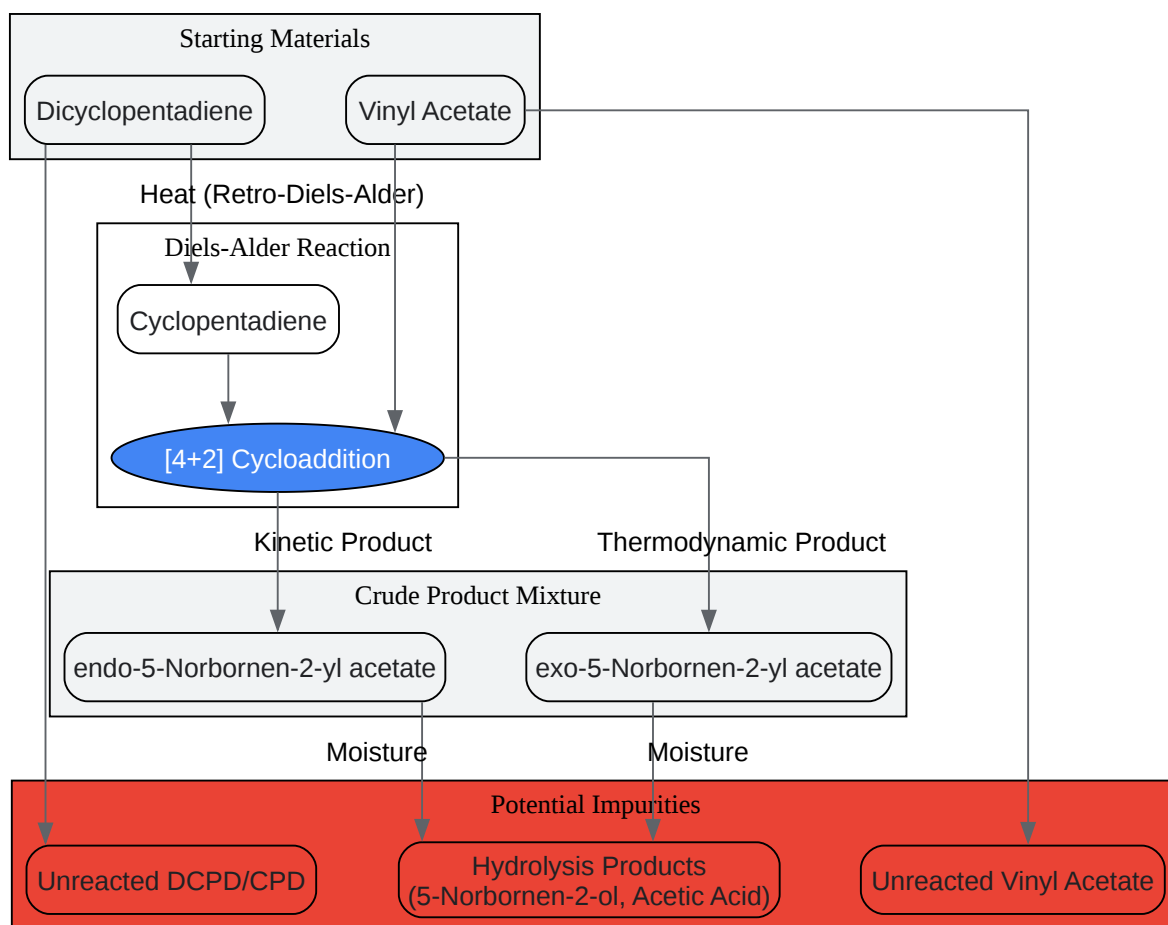 Starting Materials
Dicyclopentadiene
Vinyl Acetate
Heat (Retro-Diels-Alder)
Diels-Alder Reaction
Cyclopentadiene
[4+2] Cycloaddition
Kinetic Product
Thermodynamic Product
Crude Product Mixture
endo-5-Norbornen-2-yl acetate
exo-5-Norbornen-2-yl acetate
Moisture
Moisture
Potential Impurities
Unreacted DCPD/CPD
Hydrolysis Products
(5-Norbornen-2-ol, Acetic Acid)
Unreacted Vinyl Acetate